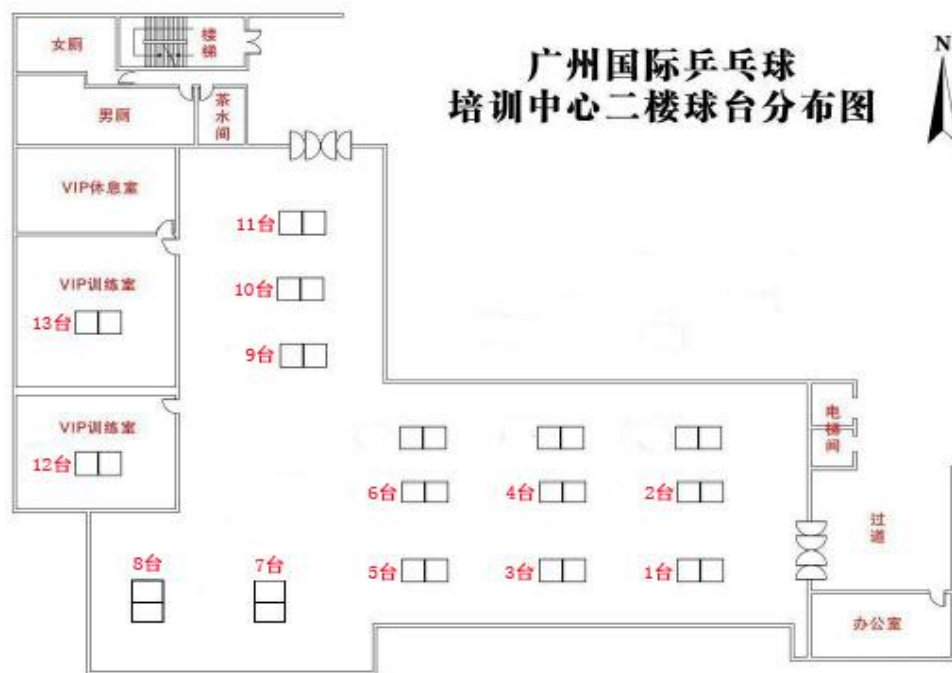 女厕
楼梯
广州国际乒乓球
培训中心二楼球台分布图
N
男厕
茶水间
VIP休息室
11台
VIP训练室
10台
13台
9台
VIP训练室
电梯间
12台
6台
4台
2台
过道
8台
7台
5台
3台
1台
办公室